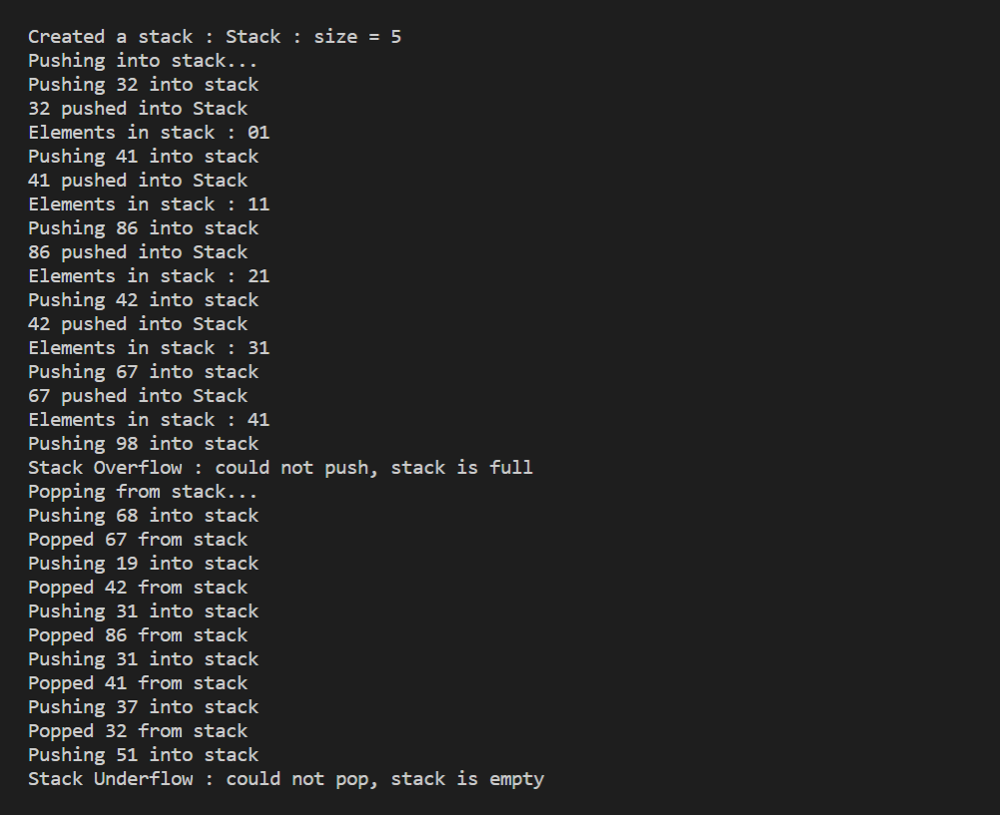 Created a stack : Stack : size = 5
Pushing into stack...
Pushing 32 into stack
32 pushed into Stack
Elements in stack : 01
Pushing 41 into stack
41 pushed into Stack
Elements in stack : 11
Pushing 86 into stack
86 pushed into Stack
Elements in stack : 21
Pushing 42 into stack
42 pushed into Stack
Elements in stack : 31
Pushing 67 into stack
67 pushed into Stack
Elements in stack : 41
Pushing 98 into stack
Stack Overflow : could not push, stack is full
Popping from stack...
Pushing 68 into stack
Popped 67 from stack
Pushing 19 into stack
Popped 42 from stack
Pushing 31 into stack
Popped 86 from stack
Pushing 31 into stack
Popped 41 from stack
Pushing 37 into stack
Popped 32 from stack
Pushing 51 into stack
Stack Underflow : could not pop, stack is empty